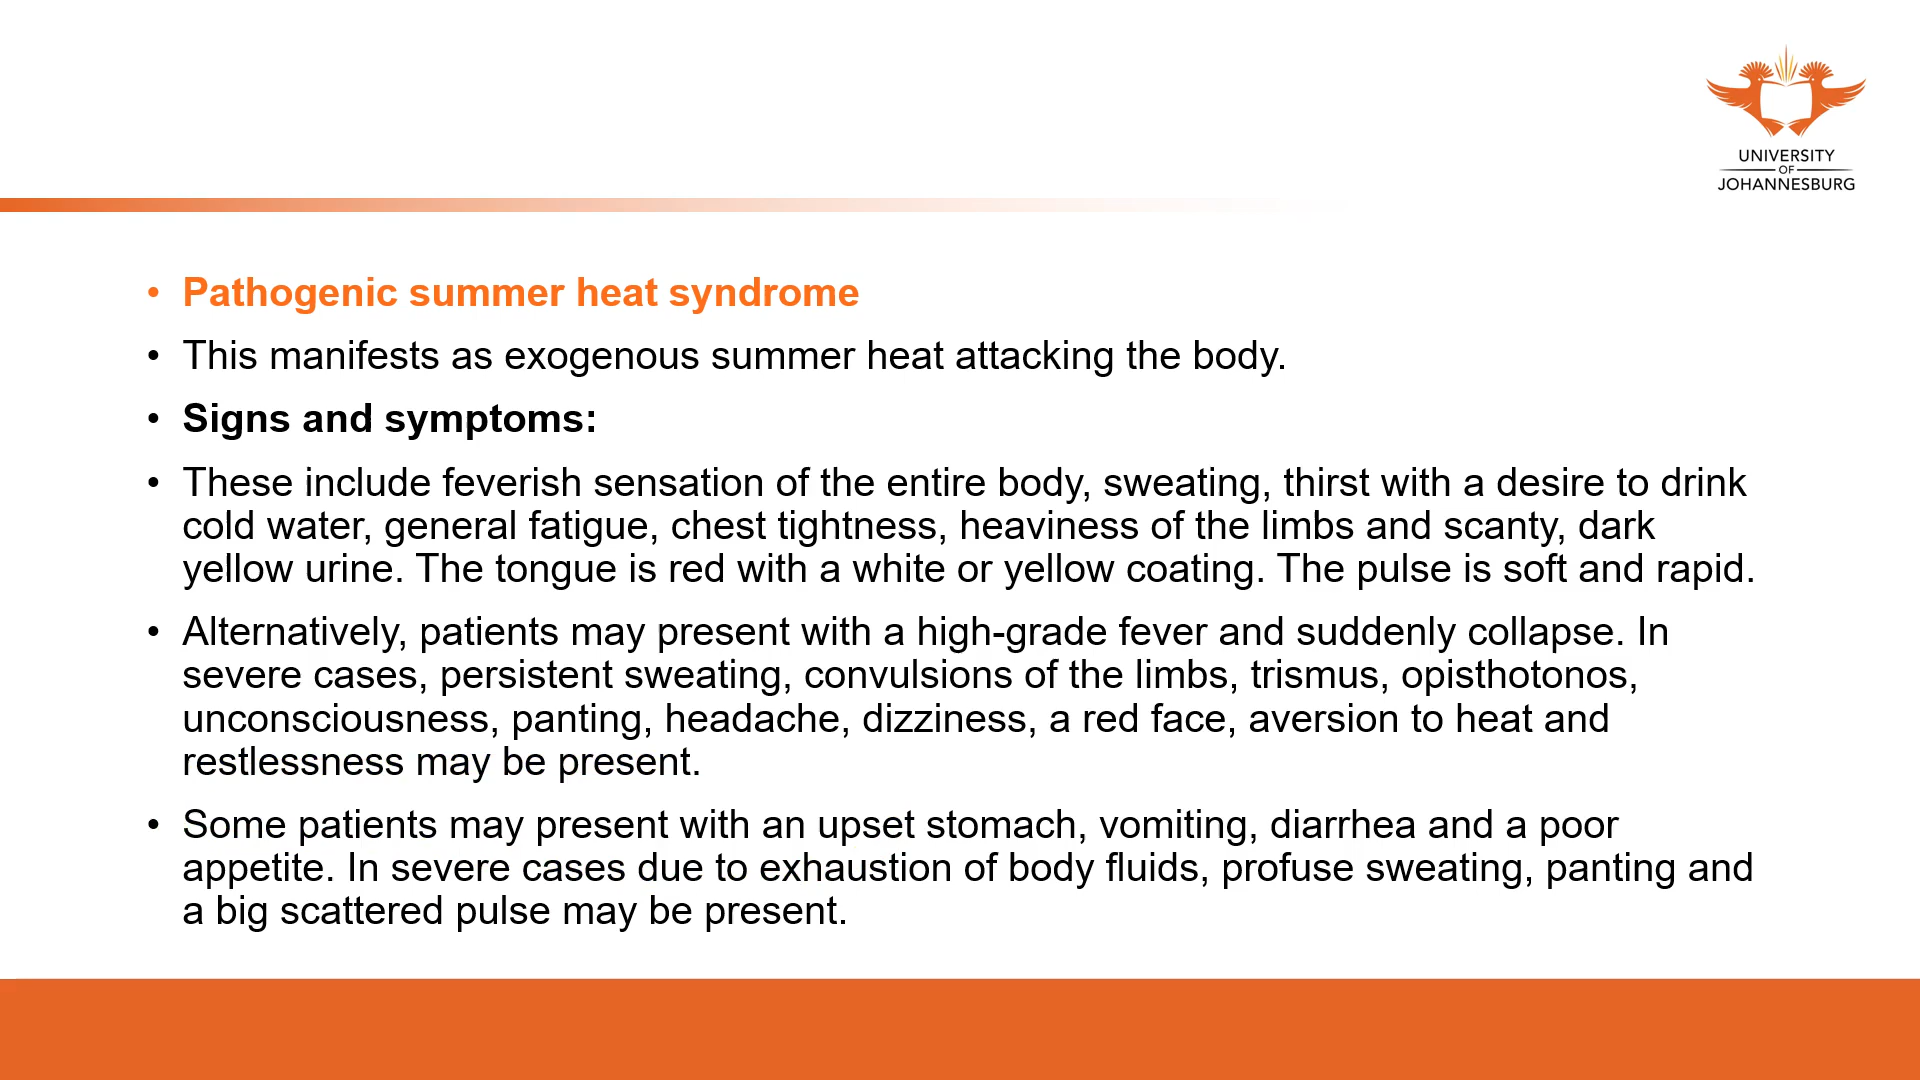 UNIVERSITY
OF
JOHANNESBURG
• Pathogenic summer heat syndrome
• This manifests as exogenous summer heat attacking the body.
• Signs and symptoms:
• These include feverish sensation of the entire body, sweating, thirst with a desire to drink
cold water, general fatigue, chest tightness, heaviness of the limbs and scanty, dark
yellow urine. The tongue is red with a white or yellow coating. The pulse is soft and rapid.
• Alternatively, patients may present with a high-grade fever and suddenly collapse. In
severe cases, persistent sweating, convulsions of the limbs, trismus, opisthotonos,
unconsciousness, panting, headache, dizziness, a red face, aversion to heat and
restlessness may be present.
• Some patients may present with an upset stomach, vomiting, diarrhea and a poor
appetite. In severe cases due to exhaustion of body fluids, profuse sweating, panting and
a big scattered pulse may be present.